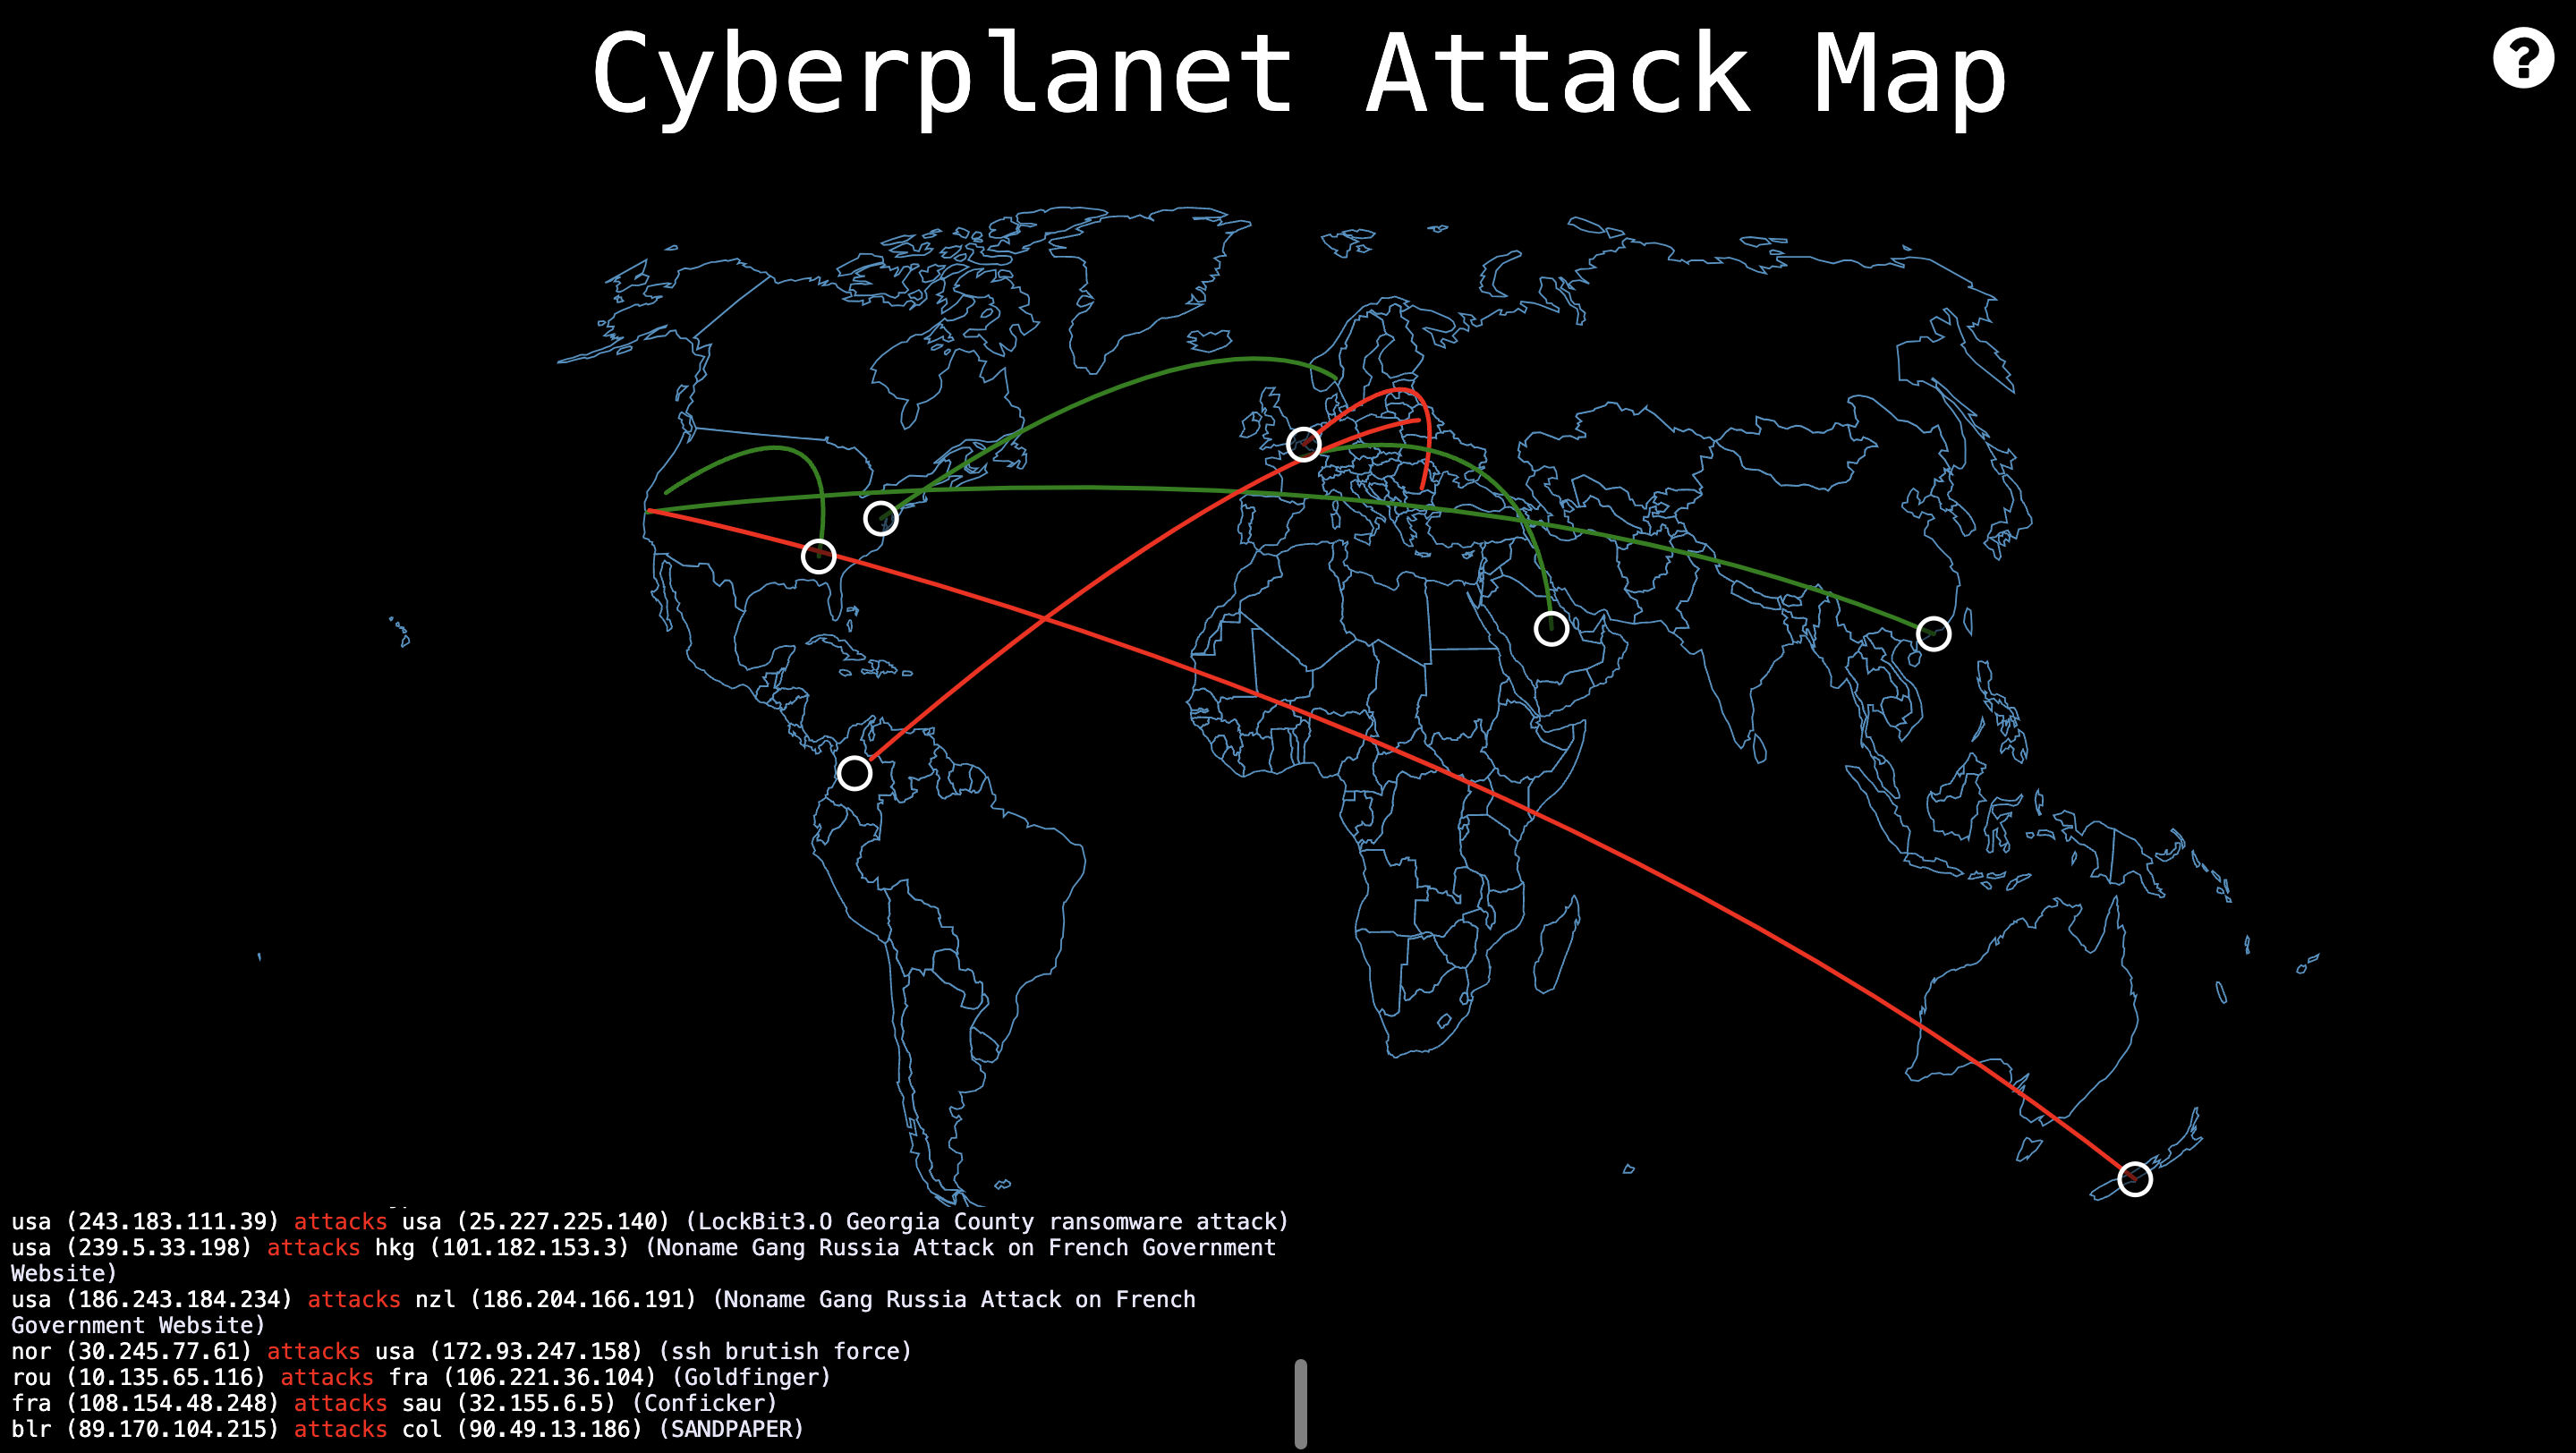 Cyberplanet Attack Map
?
usa (243.183.111.39) attacks usa (25.227.225.140) (LockBit3.0 Georgia County ransomware attack)
usa (239.5.33.198) attacks hkg (101.182.153.3) (Noname Gang Russia Attack on French Government
Website)
usa (186.243.184.234) attacks nzl (186.204.166.191) (Noname Gang Russia Attack on French
Government Website)
nor (30.245.77.61) attacks usa (172.93.247.158) (ssh brutish force)
rou (10.135.65.116) attacks fra (106.221.36.104) (Goldfinger)
fra (108.154.48.248) attacks sau (32.155.6.5) (Conficker)
blr (89.170.104.215) attacks col (90.49.13.186) (SANDPAPER)